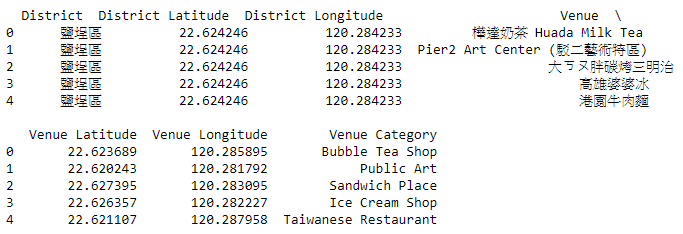 District District Latitude District Longitude Venue \
0 鹽埕區 22.624246 120.284233 樺達奶茶 Huada Milk Tea
1 鹽埕區 22.624246 120.284233 Pier2 Art Center (駁二藝術特區)
2 鹽埕區 22.624246 120.284233 大ㄎㄡ胖碳烤三明治
3 鹽埕區 22.624246 120.284233 高雄婆婆冰
4 鹽埕區 22.624246 120.284233 港園牛肉麵
Venue Latitude Venue Longitude Venue Category
0 22.623689 120.285895 Bubble Tea Shop
1 22.620243 120.281792 Public Art
2 22.627395 120.283095 Sandwich Place
3 22.626357 120.282227 Ice Cream Shop
4 22.621107 120.287958 Taiwanese Restaurant